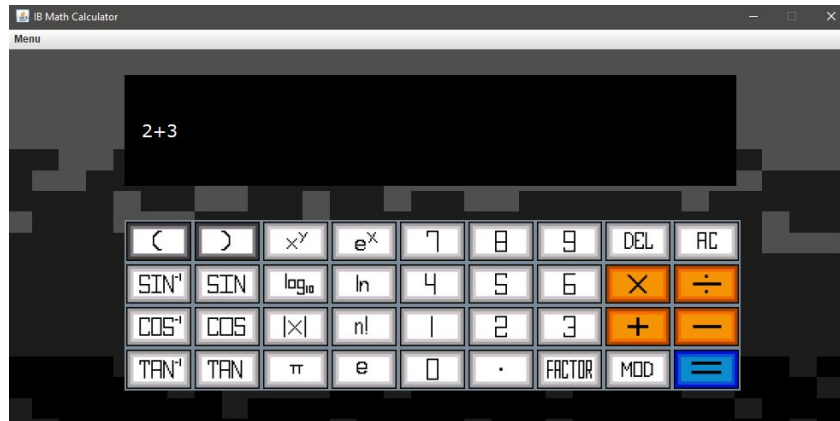 IB Math Calculator
Menu
2+3
( ) xʸ eˣ 7 8 9 DEL AC
SIN⁻¹ SIN log₁₀ ln 4 5 6 × ÷
COS⁻¹ COS |x| n! 1 2 3 + −
TAN⁻¹ TAN π e 0 . FACTOR MOD =